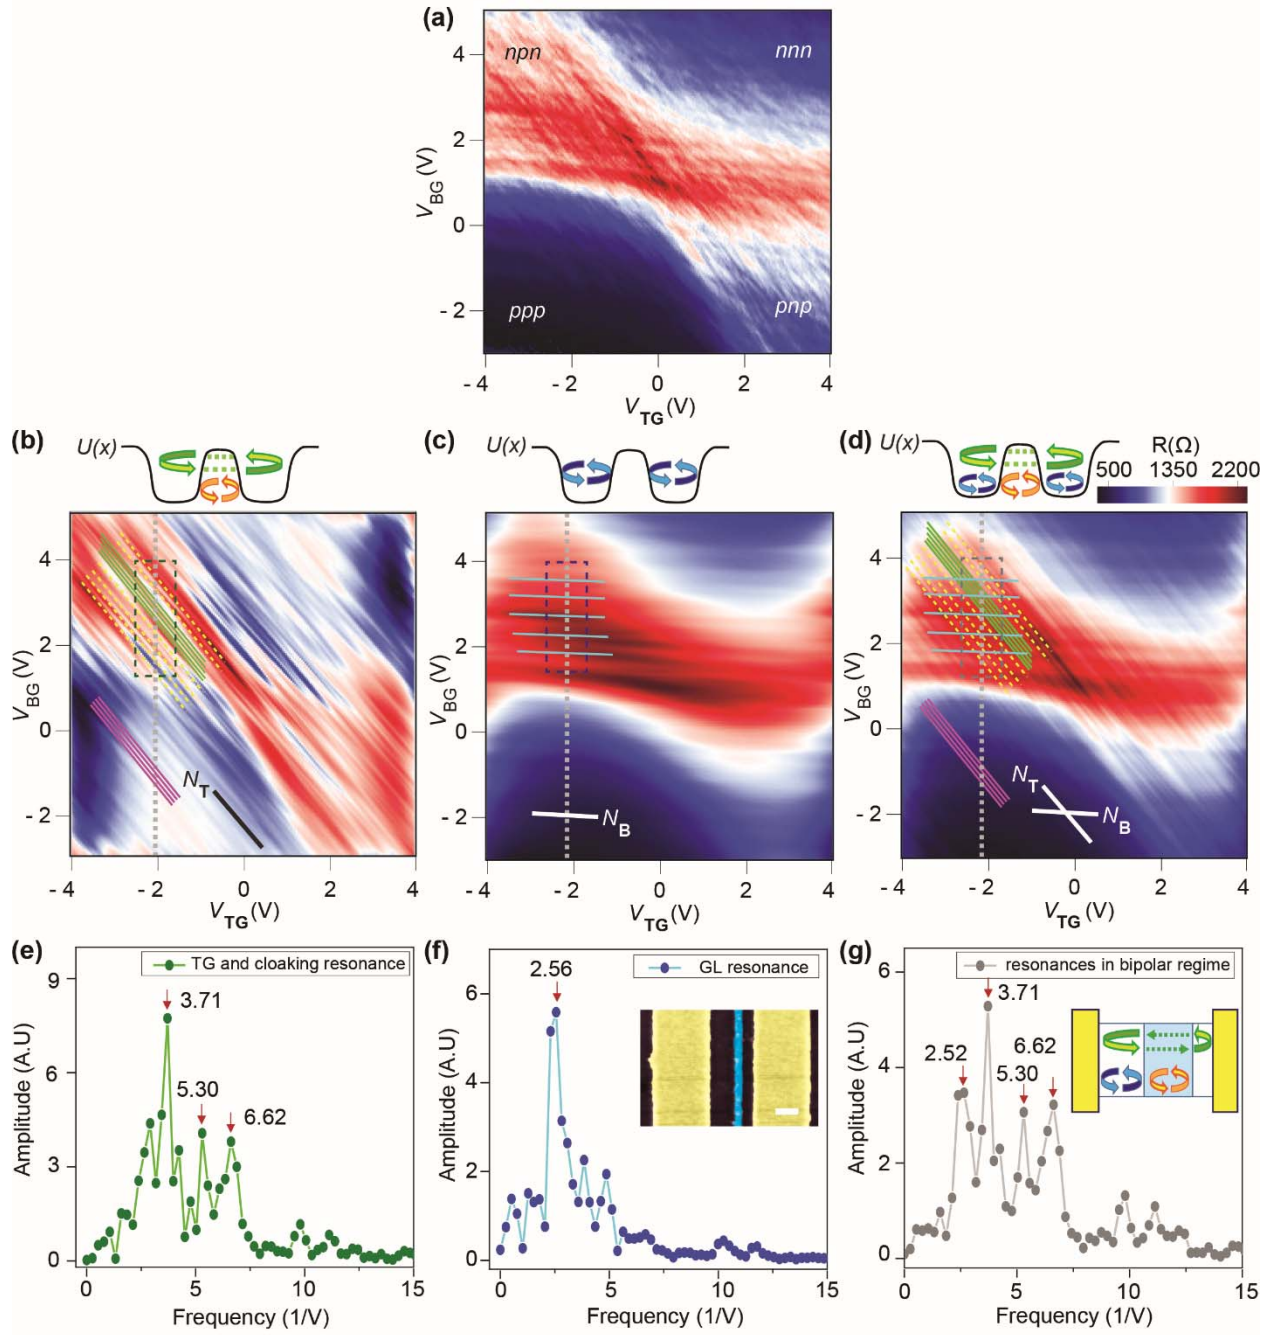 (a)
npn
nnn
ppp
pnp
4
2
0
- 2
V_BG (V)
- 4
- 2
0
2
4
V_TG (V)
(b)
U(x)
4
2
0
- 2
V_BG (V)
N_T
- 4
- 2
0
2
4
V_TG (V)
(c)
U(x)
4
2
0
- 2
V_BG (V)
N_B
- 4
- 2
0
2
4
V_TG (V)
(d)
U(x)
R(Ω)
500 1350 2200
4
2
0
- 2
V_BG (V)
N_T
N_B
- 4
- 2
0
2
4
V_TG (V)
(e)
TG and cloaking resonance
3.71
5.30
6.62
9
6
3
0
Amplitude (A.U)
0 5 10 15
Frequency (1/V)
(f)
GL resonance
2.56
6
4
2
0
Amplitude (A.U)
0 5 10 15
Frequency (1/V)
(g)
resonances in bipolar regime
3.71
2.52
6.62
5.30
6
4
2
0
Amplitude (A.U)
0 5 10 15
Frequency (1/V)